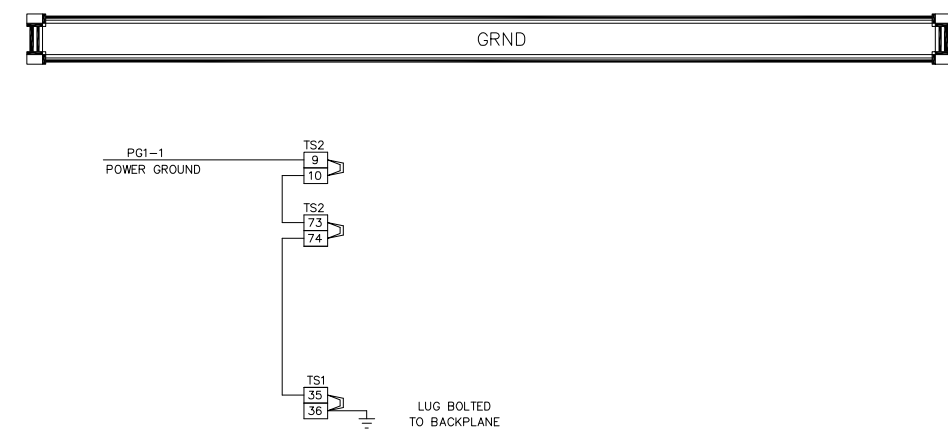 GRND
PG1-1
POWER GROUND
TS2
9
10
TS2
73
74
TS1
35
36
LUG BOLTED
TO BACKPLANE